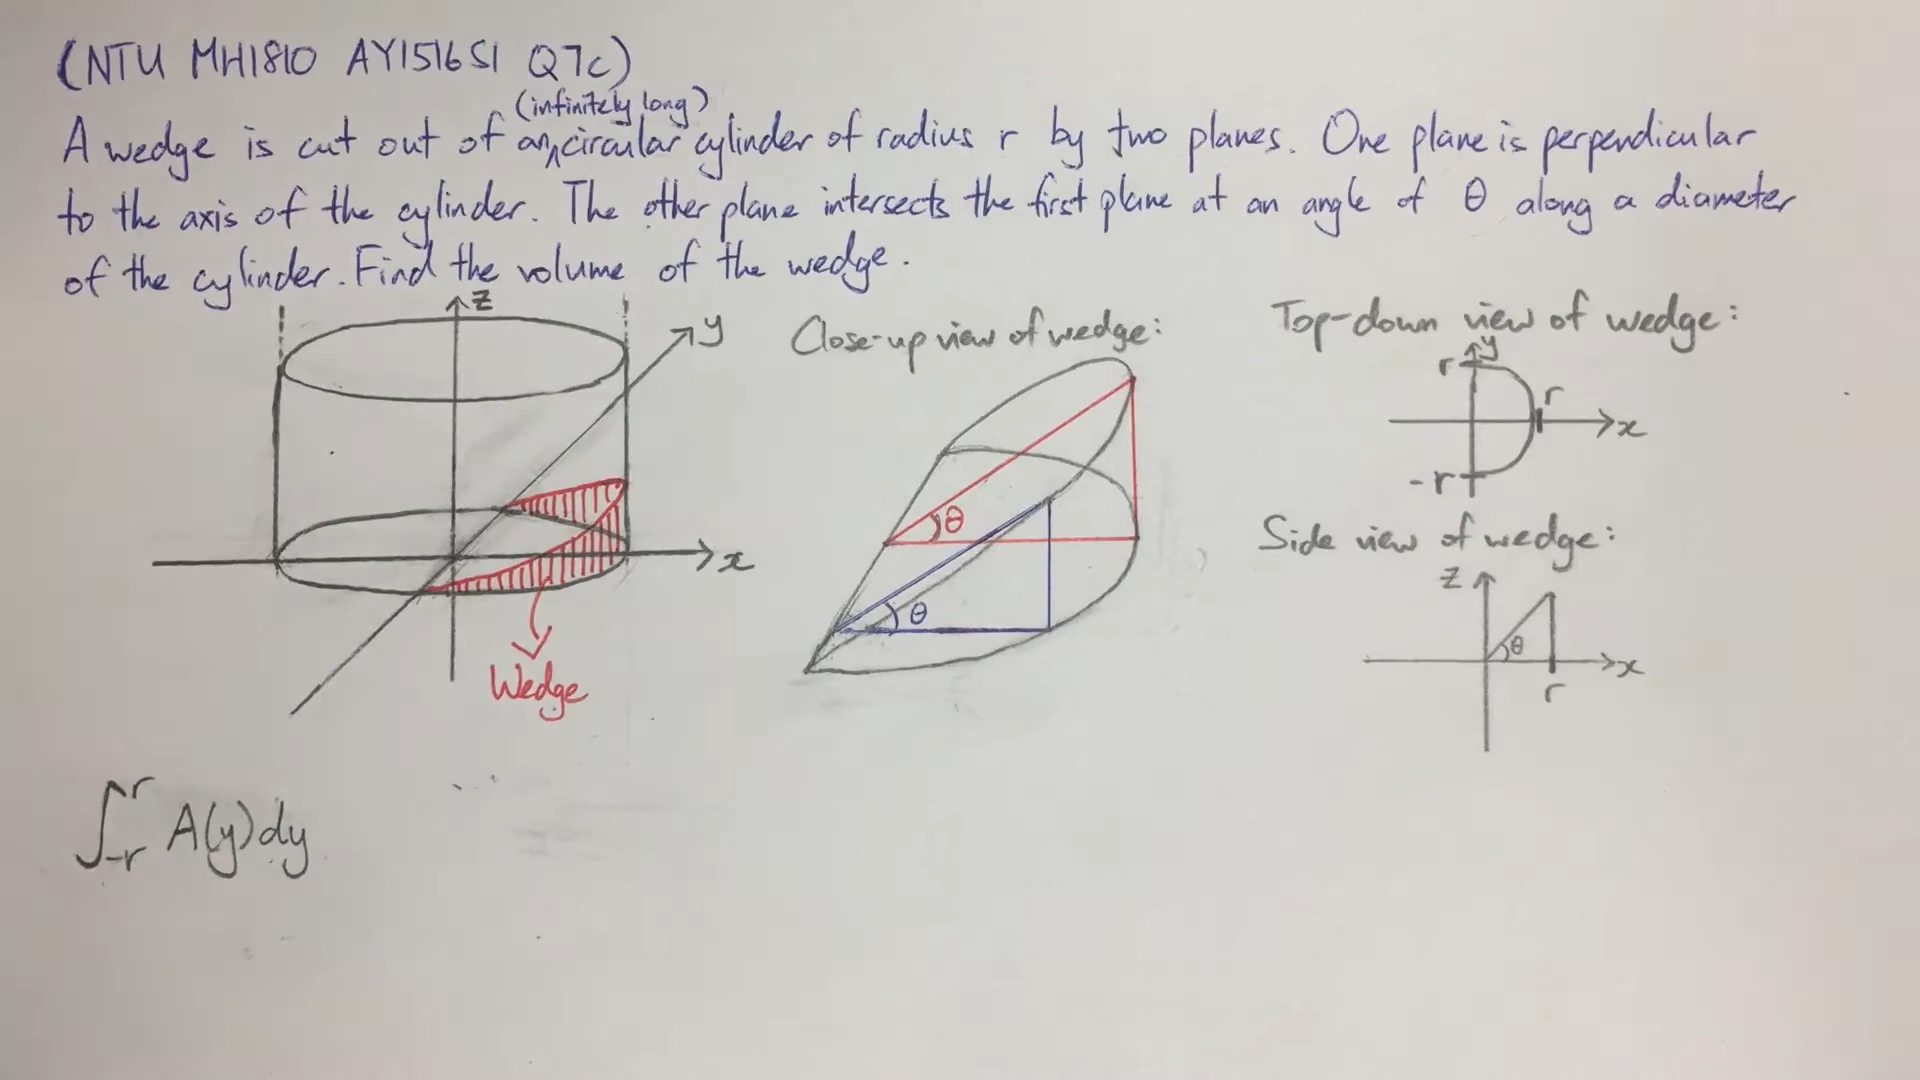 (NTU MH1810 AY1516S1 Q7c)
(infinitely long)
A wedge is cut out of an circular cylinder of radius r by two planes. One plane is perpendicular
to the axis of the cylinder. The other plane intersects the first plane at an angle of θ along a diameter
of the cylinder. Find the volume of the wedge.
z
y
x
Wedge
Close-up view of wedge:
θ
θ
Top-down view of wedge:
y
r
r
x
-r
Side view of wedge:
z
θ
x
r
∫_{-r}^{r} A(y)dy